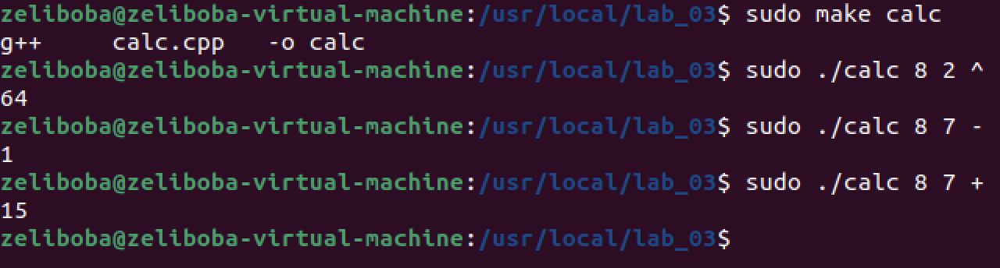 zeliboba@zeliboba-virtual-machine:/usr/local/lab_03$ sudo make calc
g++     calc.cpp   -o calc
zeliboba@zeliboba-virtual-machine:/usr/local/lab_03$ sudo ./calc 8 2 ^
64
zeliboba@zeliboba-virtual-machine:/usr/local/lab_03$ sudo ./calc 8 7 -
1
zeliboba@zeliboba-virtual-machine:/usr/local/lab_03$ sudo ./calc 8 7 +
15
zeliboba@zeliboba-virtual-machine:/usr/local/lab_03$